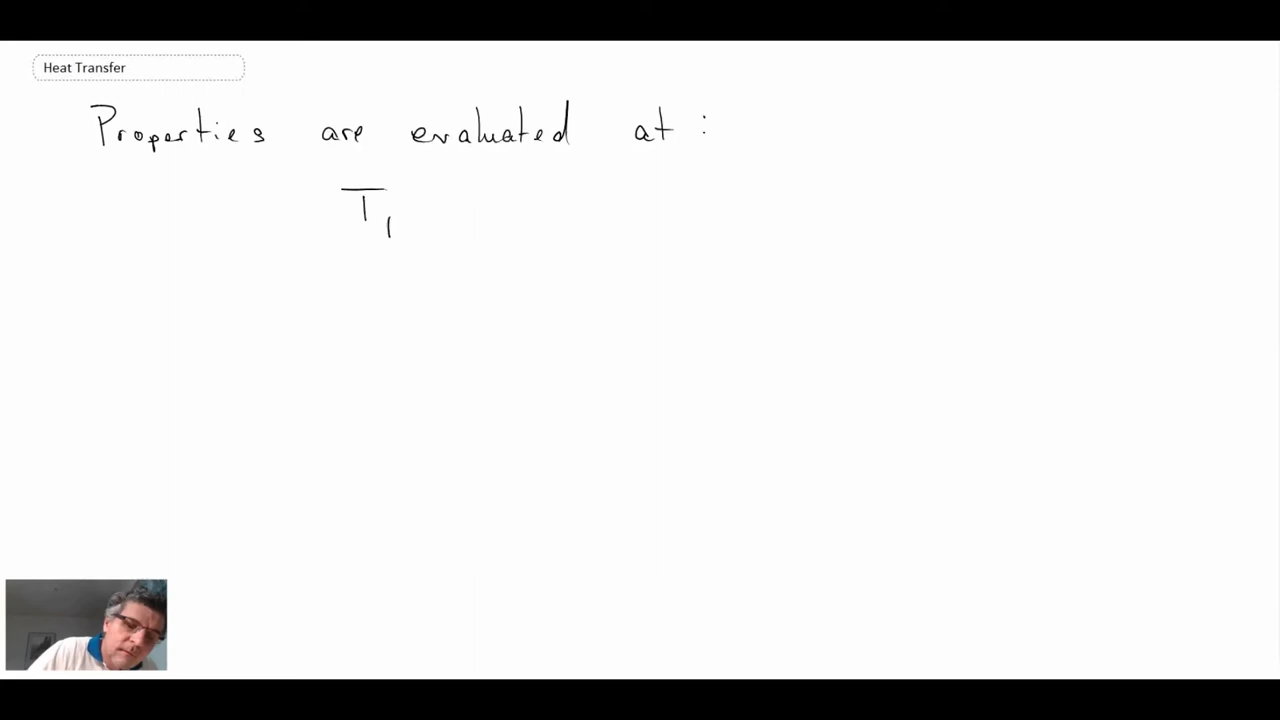 Heat Transfer
Properties are evaluated at :
T